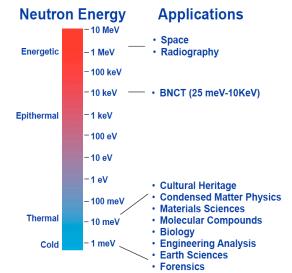 Neutron Energy
Applications
10 MeV
Energetic
1 MeV
100 keV
10 keV
Epithermal
1 keV
100 eV
10 eV
1 eV
100 meV
Thermal
10 meV
Cold
1 meV
• Space
• Radiography
• BNCT (25 meV-10KeV)
• Cultural Heritage
• Condensed Matter Physics
• Materials Sciences
• Molecular Compounds
• Biology
• Engineering Analysis
• Earth Sciences
• Forensics